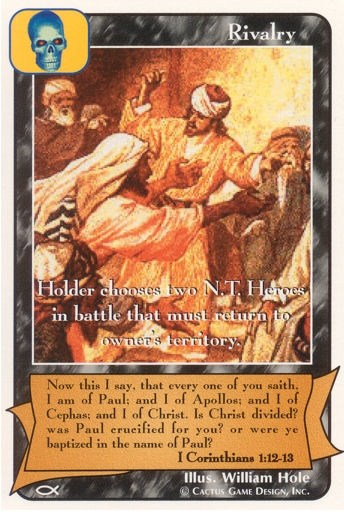 Rivalry
Holder chooses two N.T. Heroes
in battle that must return to
owner's territory.
Now this I say, that every one of you saith,
I am of Paul; and I of Apollos; and I of
Cephas; and I of Christ. Is Christ divided?
was Paul crucified for you? or were ye
baptized in the name of Paul?
I Corinthians 1:12-13
Illus. William Hole
© Cactus Game Design, Inc.